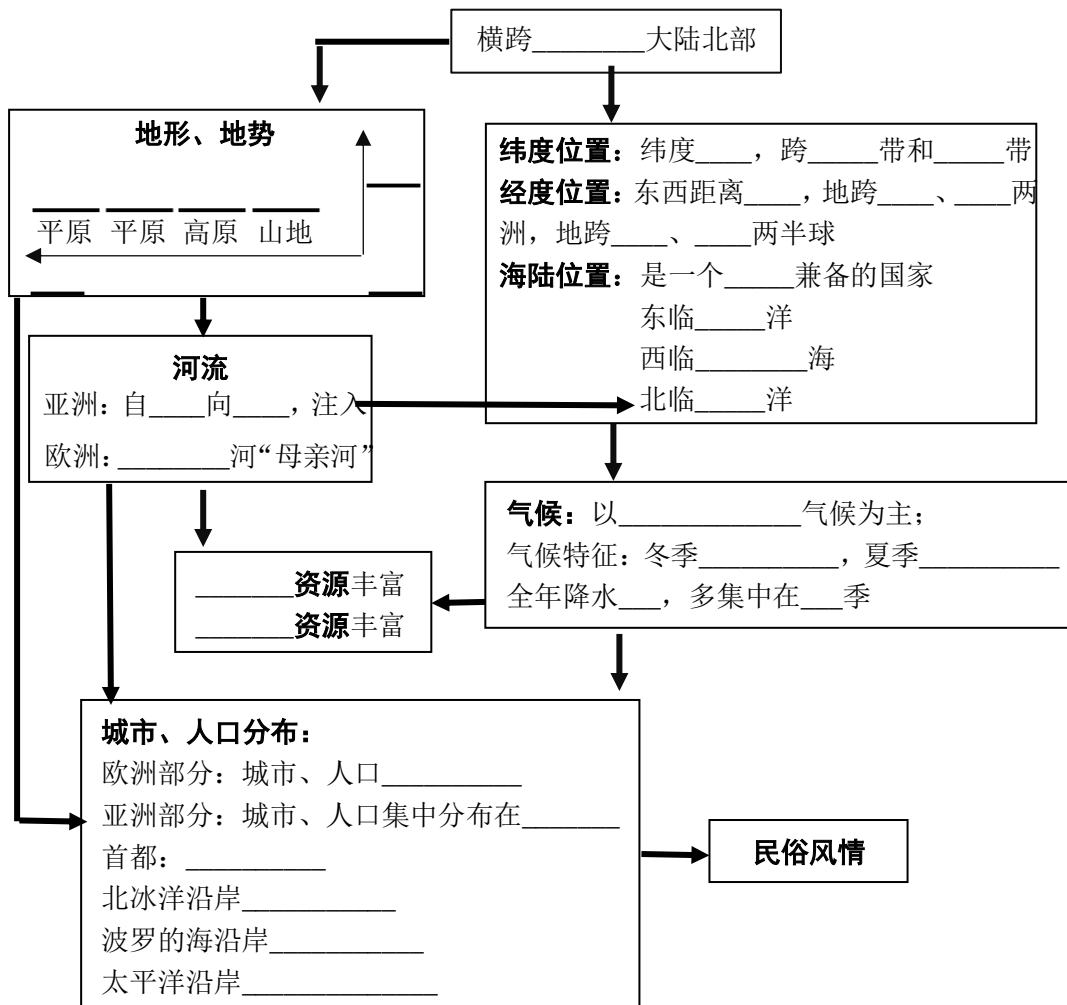 横跨________大陆北部
地形、地势
平原 平原 高原 山地
纬度位置：纬度____，跨_____带和_____带
经度位置：东西距离____，地跨____、____两
洲，地跨____、____两半球
海陆位置：是一个_____兼备的国家
东临_____洋
西临________海
北临_____洋
河流
亚洲：自____向____，注入
欧洲：________河“母亲河”
气候：以_____________气候为主；
气候特征：冬季__________，夏季__________
全年降水___，多集中在___季
_______资源丰富
_______资源丰富
城市、人口分布：
欧洲部分：城市、人口__________
亚洲部分：城市、人口集中分布在_______
首都：__________
北冰洋沿岸___________
波罗的海沿岸___________
太平洋沿岸______________
民俗风情